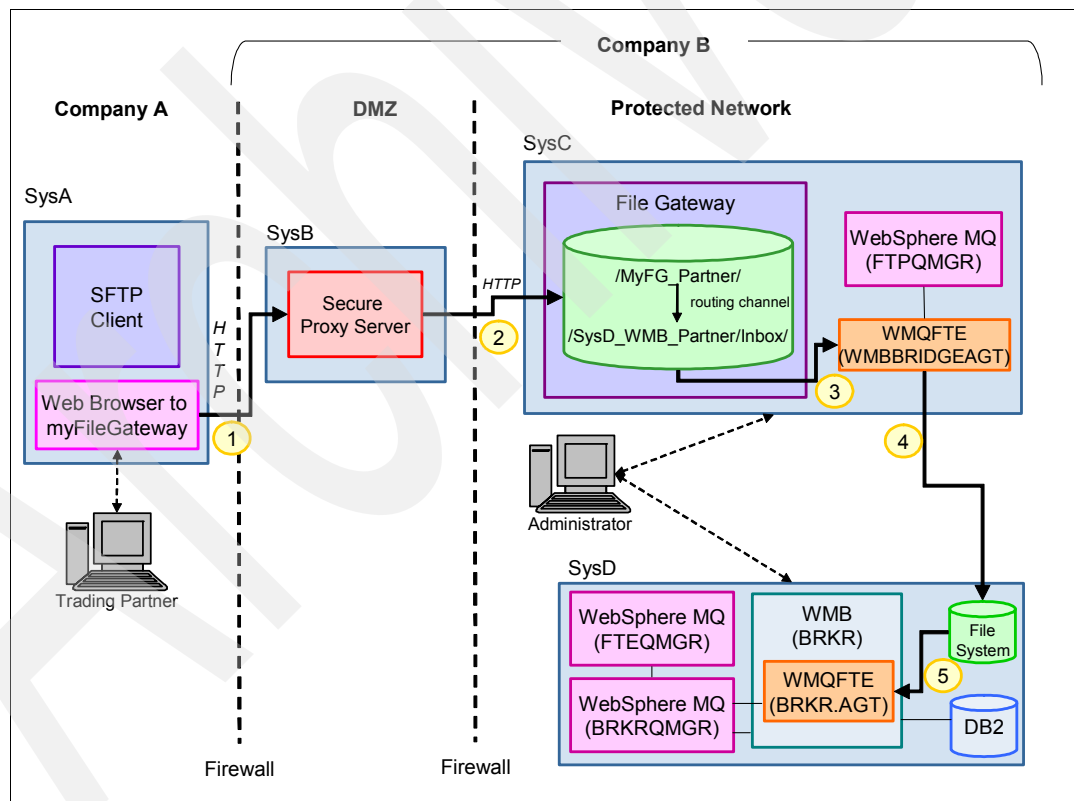 Company B
Company A
DMZ
Protected Network
SysA
SFTP
Client
Web Browser to
myFileGateway
HTTP
1
Trading Partner
SysB
Secure
Proxy Server
HTTP
2
SysC
File Gateway
/MyFG_Partner/
routing channel
/SysD_WMB_Partner/Inbox/
WebSphere MQ
(FTPQMGR)
WMQFTE
(WMBBRIDGEAGT)
3
4
Administrator
SysD
WebSphere MQ
(FTEQMGR)
WebSphere MQ
(BRKRQMGR)
WMB
(BRKR)
WMQFTE
(BRKR.AGT)
File
System
5
DB2
Firewall
Firewall